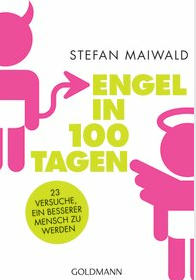 STEFAN MAIWALD
ENGEL
IN
100
TAGEN
23
VERSUCHE,
EIN BESSERER
MENSCH ZU
WERDEN
GOLDMANN